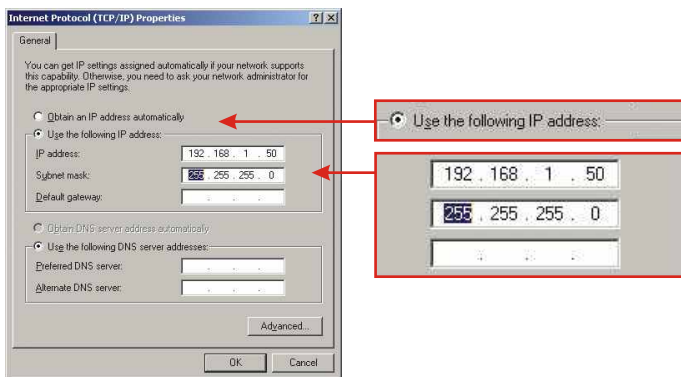 Internet Protocol (TCP/IP) Properties
General
You can get IP settings assigned automatically if your network supports
this capability. Otherwise, you need to ask your network administrator for
the appropriate IP settings.
Obtain an IP address automatically
Use the following IP address:
IP address: 192 . 168 . 1 . 50
Subnet mask: 255 . 255 . 255 . 0
Default gateway: . . .
Obtain DNS server address automatically
Use the following DNS server addresses:
Preferred DNS server: . . .
Alternate DNS server: . . .
Advanced...
OK Cancel
Use the following IP address:
192 . 168 . 1 . 50
255 . 255 . 255 . 0
. . .